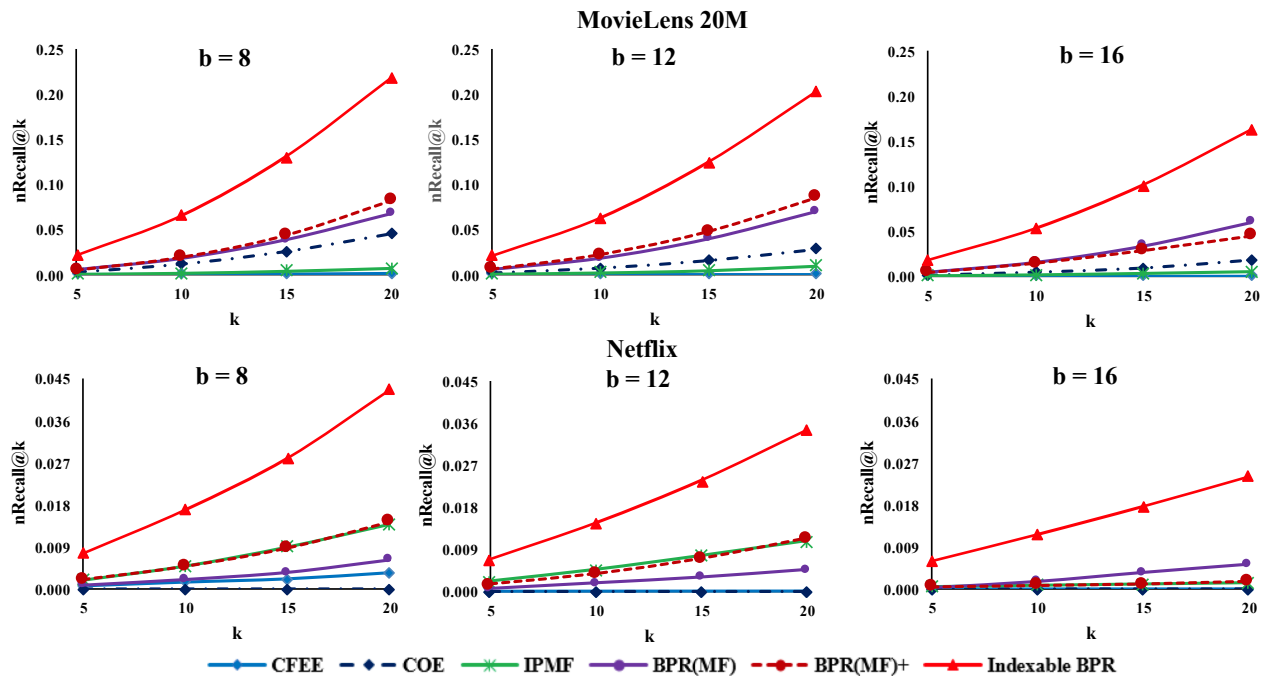 MovieLens 20M
b = 8
nRecall@k
0.25
0.20
0.15
0.10
0.05
0.00
5 10 15 20
k
b = 12
nRecall@k
0.25
0.20
0.15
0.10
0.05
0.00
5 10 15 20
k
b = 16
nRecall@k
0.25
0.20
0.15
0.10
0.05
0.00
5 10 15 20
k
Netflix
b = 8
nRecall@k
0.045
0.036
0.027
0.018
0.009
0.000
5 10 15 20
k
b = 12
nRecall@k
0.045
0.036
0.027
0.018
0.009
0.000
5 10 15 20
k
b = 16
nRecall@k
0.045
0.036
0.027
0.018
0.009
0.000
5 10 15 20
k
CFEE COE IPMF BPR(MF) BPR(MF)+ Indexable BPR